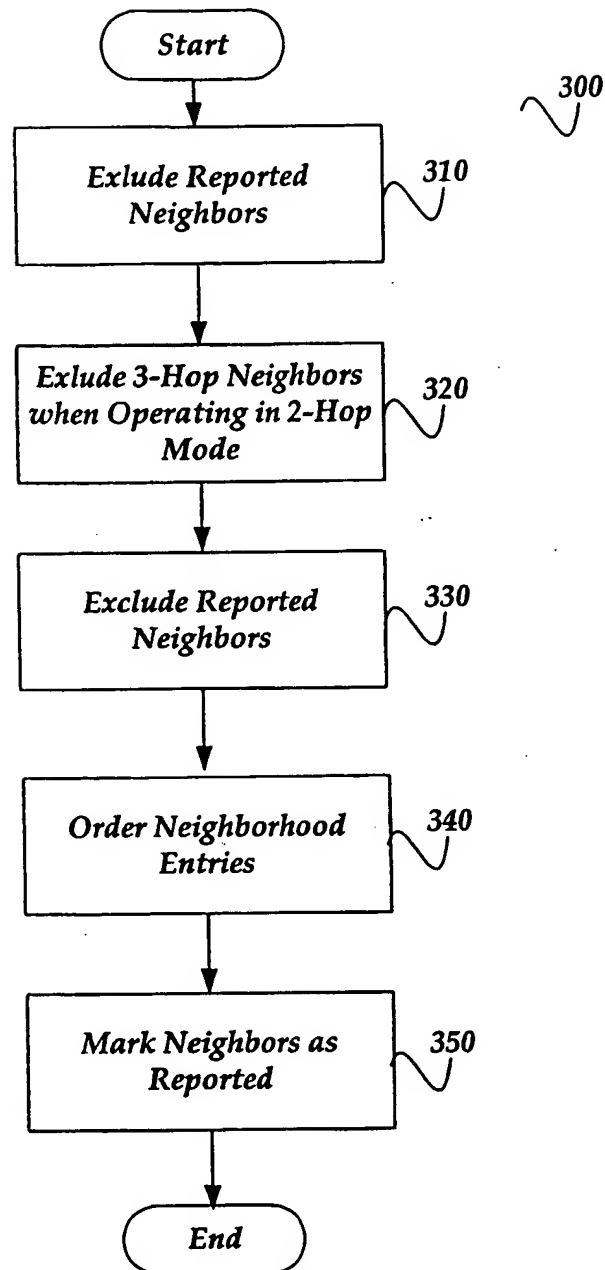 Start
300
Exlude Reported
Neighbors
310
Exlude 3-Hop Neighbors
when Operating in 2-Hop
Mode
320
Exclude Reported
Neighbors
330
Order Neighborhood
Entries
340
Mark Neighbors as
Reported
350
End